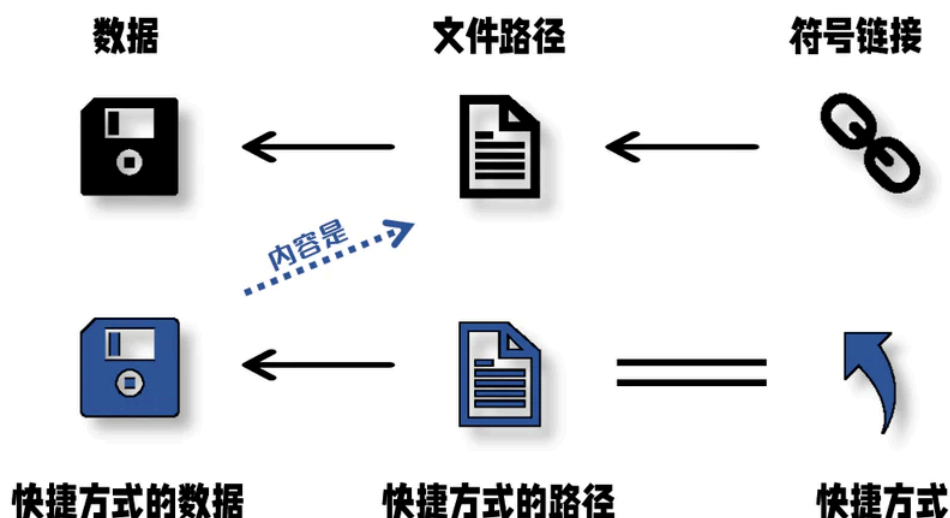 数据
文件路径
符号链接
内容是
快捷方式的数据
快捷方式的路径
快捷方式